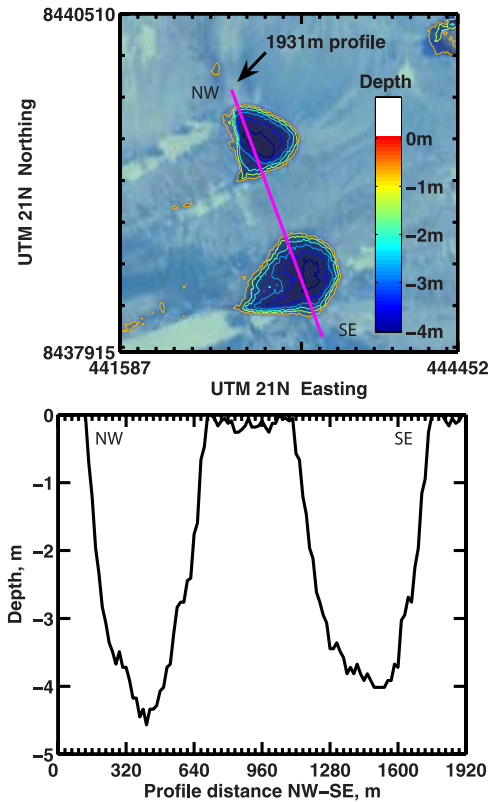 8440510
1931m profile
NW
Depth
0m
−1m
−2m
−3m
−4m
UTM 21N Northing
SE
84437915
441587
444452
UTM 21N Easting
0
NW
SE
−1
−2
−3
−4
−5
Depth, m
0
320
640
960
1280
1600
1920
Profile distance NW−SE, m